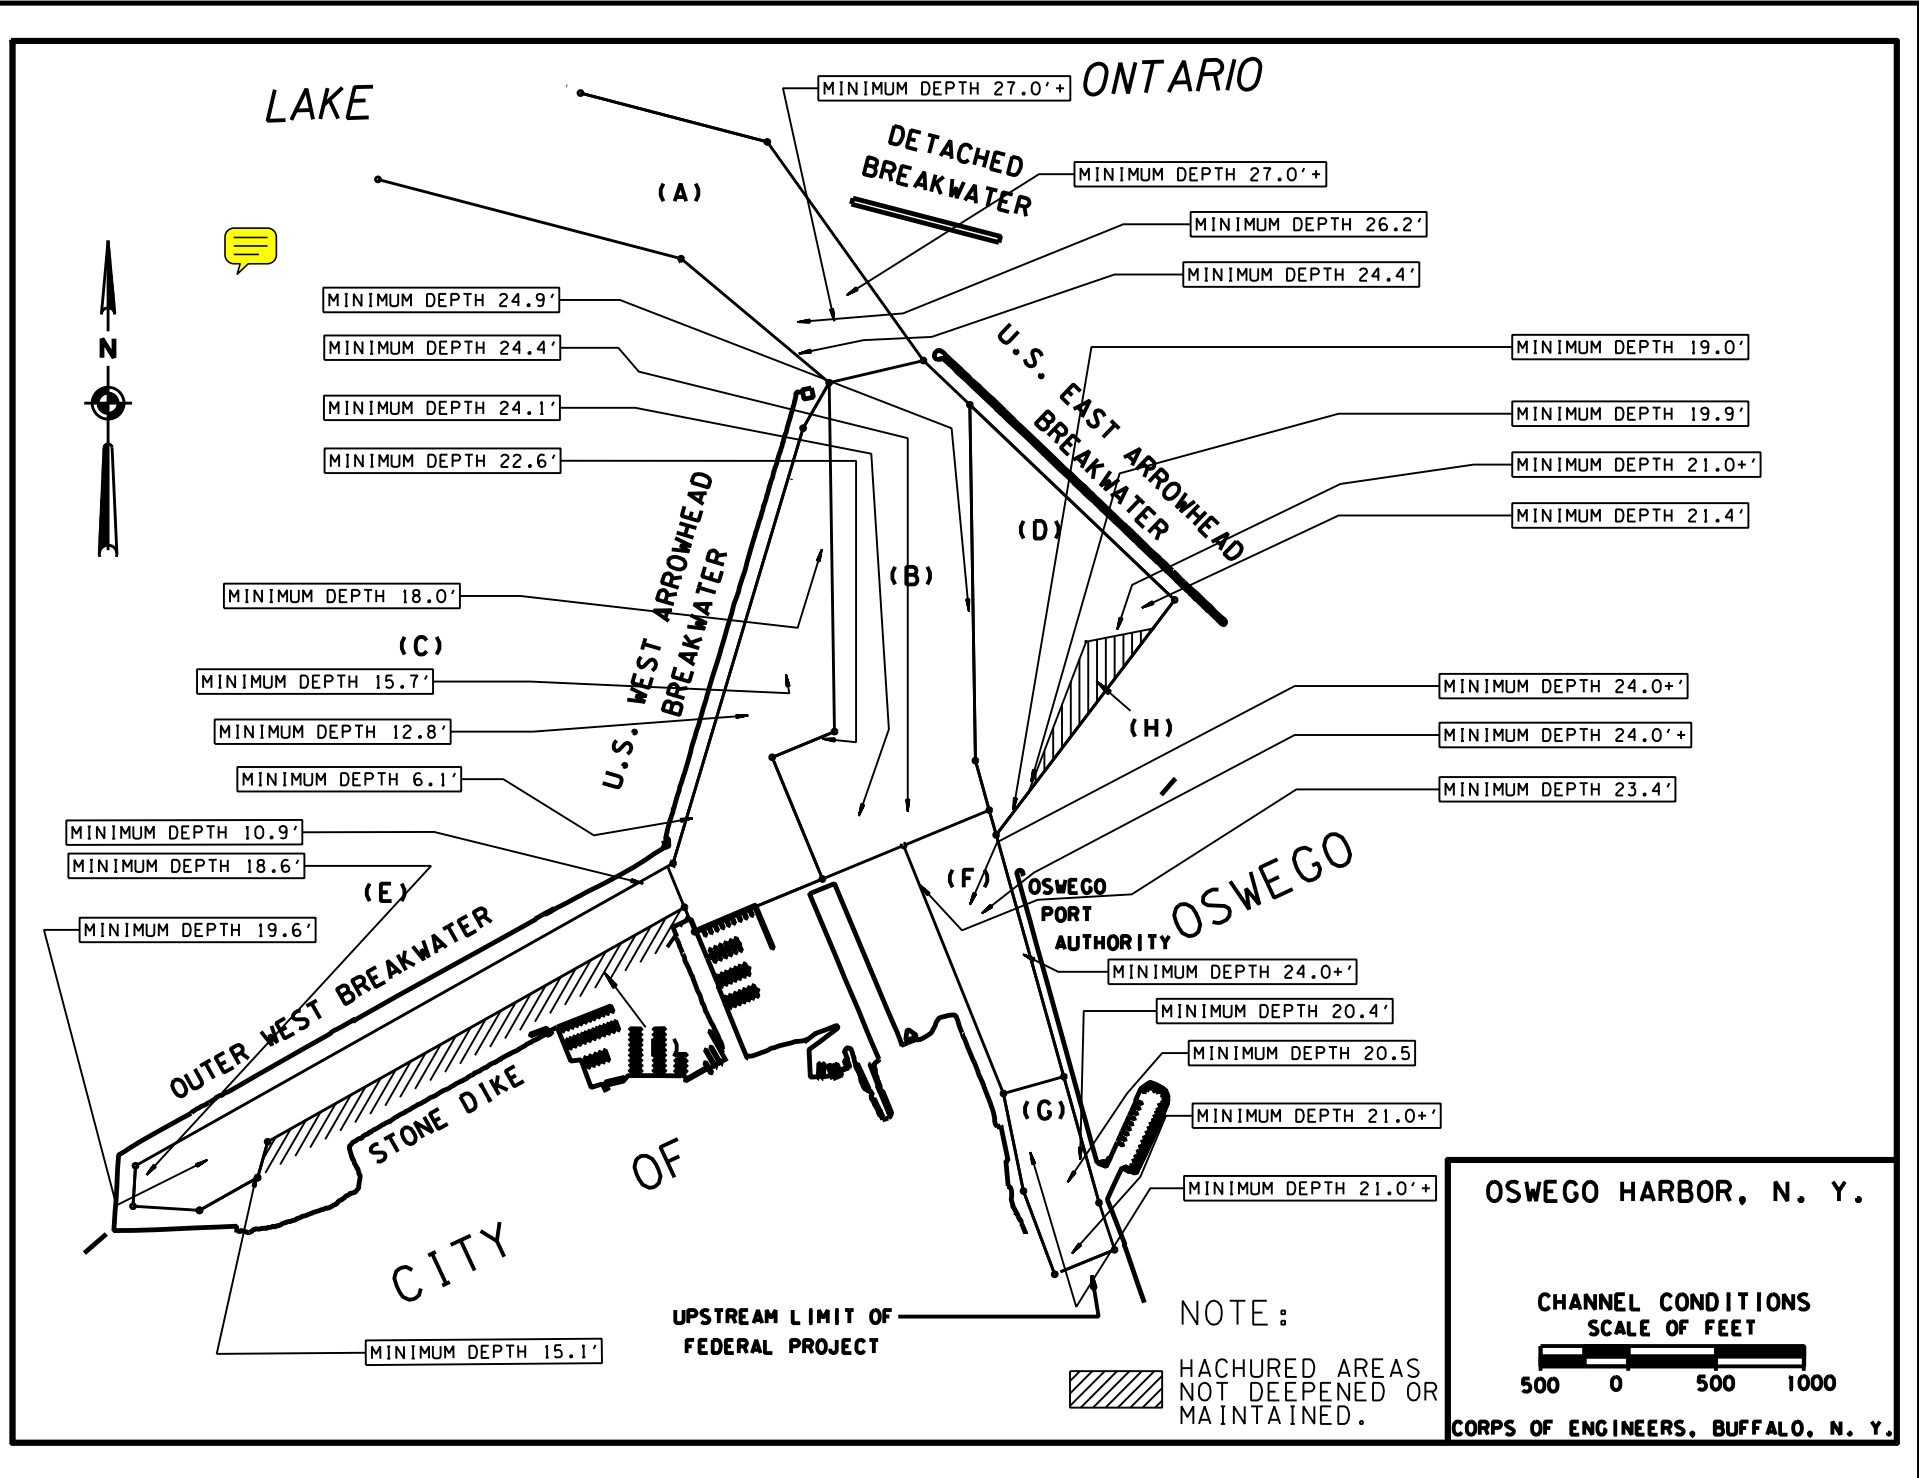 LAKE
ONTARIO
MINIMUM DEPTH 27.0'+
DETACHED
BREAKWATER
MINIMUM DEPTH 27.0'+
(A)
MINIMUM DEPTH 26.2'
MINIMUM DEPTH 24.4'
MINIMUM DEPTH 24.9'
MINIMUM DEPTH 24.4'
MINIMUM DEPTH 24.1'
MINIMUM DEPTH 22.6'
N
U.S. EAST ARROWHEAD
BREAKWATER
MINIMUM DEPTH 19.0'
MINIMUM DEPTH 19.9'
MINIMUM DEPTH 21.0+'
MINIMUM DEPTH 21.4'
(D)
(B)
U.S. WEST ARROWHEAD
BREAKWATER
MINIMUM DEPTH 18.0'
(C)
MINIMUM DEPTH 15.7'
MINIMUM DEPTH 12.8'
MINIMUM DEPTH 6.1'
MINIMUM DEPTH 10.9'
MINIMUM DEPTH 18.6'
(E)
MINIMUM DEPTH 19.6'
(H)
MINIMUM DEPTH 24.0+'
MINIMUM DEPTH 24.0'+
MINIMUM DEPTH 23.4'
(F)
OSWEGO
PORT
AUTHORITY
OSWEGO
MINIMUM DEPTH 24.0+'
MINIMUM DEPTH 20.4'
MINIMUM DEPTH 20.5
(G)
MINIMUM DEPTH 21.0+'
MINIMUM DEPTH 21.0'+
OUTER WEST BREAKWATER
STONE DIKE
CITY
OF
MINIMUM DEPTH 15.1'
UPSTREAM LIMIT OF
FEDERAL PROJECT
NOTE:
HACHURED AREAS
NOT DEEPENED OR
MAINTAINED.
OSWEGO HARBOR, N. Y.
CHANNEL CONDITIONS
SCALE OF FEET
500 0 500 1000
CORPS OF ENGINEERS, BUFFALO, N. Y.